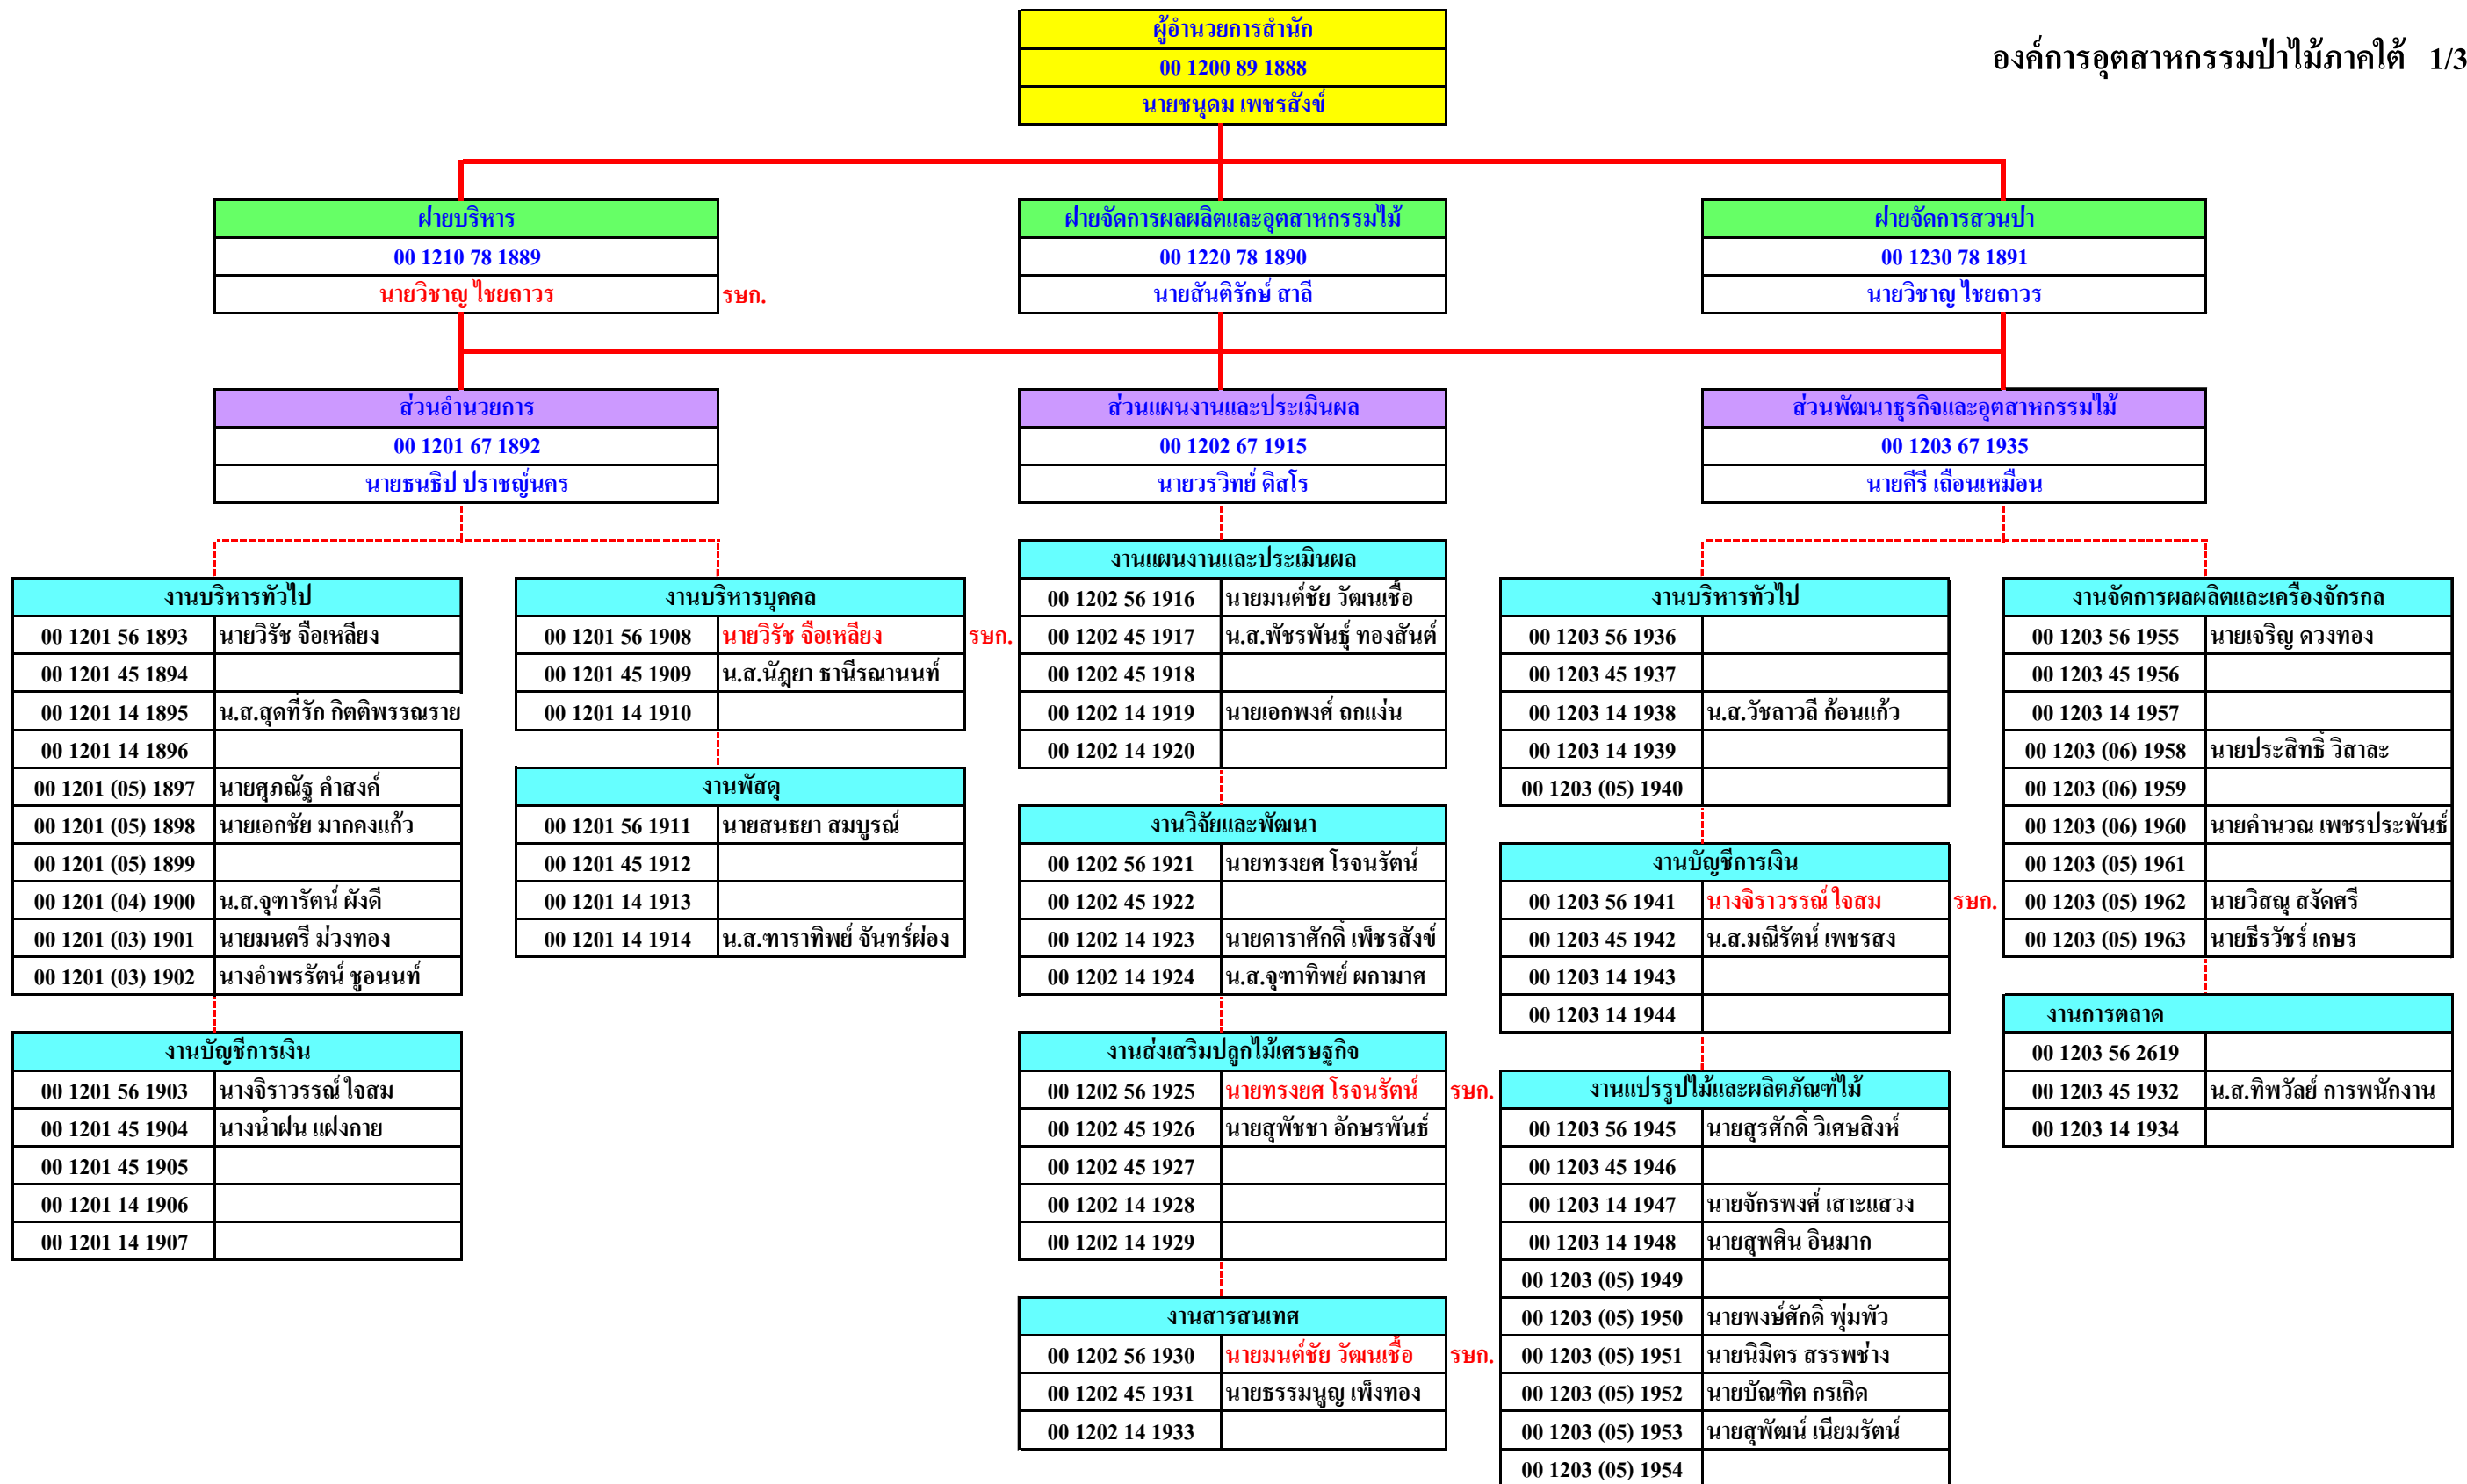 องค์การอุตสาหกรรมป่าไม้ภาคใต้ 1/3
ผู้อำนวยการสำนัก
00 1200 89 1888
นายชนุดม เพชรสังข์
ฝ่ายบริหาร
00 1210 78 1889
นายวิชาญ ไชยถาวร รษก.
ฝ่ายจัดการผลผลิตและอุตสาหกรรมไม้
00 1220 78 1890
นายสันติรักษ์ สาลี
ฝ่ายจัดการสวนป่า
00 1230 78 1891
นายวิชาญ ไชยถาวร
ส่วนอำนวยการ
00 1201 67 1892
นายธนธิป ปราชญ์นคร
ส่วนแผนงานและประเมินผล
00 1202 67 1915
นายวรวิทย์ ดิสโร
ส่วนพัฒนาธุรกิจและอุตสาหกรรมไม้
00 1203 67 1935
นายคีรี เถือนเหมือน
งานบริหารทั่วไป
00 1201 56 1893 นายวิรัช จือเหลียง
00 1201 45 1894
00 1201 14 1895 น.ส.สุดที่รัก กิตติพรรณราย
00 1201 14 1896
00 1201 (05) 1897 นายศุภณัฐ คำสงค์
00 1201 (05) 1898 นายเอกชัย มากคงแก้ว
00 1201 (05) 1899
00 1201 (04) 1900 น.ส.จุฑารัตน์ ผังดี
00 1201 (03) 1901 นายมนตรี ม่วงทอง
00 1201 (03) 1902 นางอำพรรัตน์ ชูอนนท์
งานบัญชีการเงิน
00 1201 56 1903 นางจิราวรรณ์ ใจสม
00 1201 45 1904 นางน้ำฝน แฝงกาย
00 1201 45 1905
00 1201 14 1906
00 1201 14 1907
งานบริหารบุคคล
00 1201 56 1908 นายวิรัช จือเหลียง รษก.
00 1201 45 1909 น.ส.นัฎยา ธานีรณานนท์
00 1201 14 1910
งานพัสดุ
00 1201 56 1911 นายสนธยา สมบูรณ์
00 1201 45 1912
00 1201 14 1913
00 1201 14 1914 น.ส.ฑาราทิพย์ จันทร์ผ่อง
งานแผนงานและประเมินผล
00 1202 56 1916 นายมนต์ชัย วัฒนเชื้อ
00 1202 45 1917 น.ส.พัชรพันธุ์ ทองสันต์
00 1202 45 1918
00 1202 14 1919 นายเอกพงศ์ ถกแง่น
00 1202 14 1920
งานวิจัยและพัฒนา
00 1202 56 1921 นายทรงยศ โรจนรัตน์
00 1202 45 1922
00 1202 14 1923 นายดาราศักดิ์ เพ็ชรสังข์
00 1202 14 1924 น.ส.จุฑาทิพย์ ผกามาศ
งานส่งเสริมปลูกไม้เศรษฐกิจ
00 1202 56 1925 นายทรงยศ โรจนรัตน์ รษก.
00 1202 45 1926 นายสุพัชชา อักษรพันธ์
00 1202 45 1927
00 1202 14 1928
00 1202 14 1929
งานสารสนเทศ
00 1202 56 1930 นายมนต์ชัย วัฒนเชื้อ รษก.
00 1202 45 1931 นายธรรมนูญ เพ็งทอง
00 1202 14 1933
งานบริหารทั่วไป
00 1203 56 1936
00 1203 45 1937
00 1203 14 1938 น.ส.วัชลาวลี ก้อนแก้ว
00 1203 14 1939
00 1203 (05) 1940
งานบัญชีการเงิน
00 1203 56 1941 นางจิราวรรณ์ ใจสม รษก.
00 1203 45 1942 น.ส.มณีรัตน์ เพชรสง
00 1203 14 1943
00 1203 14 1944
งานแปรรูปไม้และผลิตภัณฑ์ไม้
00 1203 56 1945 นายสุรศักดิ์ วิเศษสิงห์
00 1203 45 1946
00 1203 14 1947 นายจักรพงศ์ เสาะแสวง
00 1203 14 1948 นายสุพศิน อินมาก
00 1203 (05) 1949
00 1203 (05) 1950 นายพงษ์ศักดิ์ พุ่มพัว
00 1203 (05) 1951 นายนิมิตร สรรพช่าง
00 1203 (05) 1952 นายบัณฑิต กรเกิด
00 1203 (05) 1953 นายสุพัฒน์ เนียมรัตน์
00 1203 (05) 1954
งานจัดการผลผลิตและเครื่องจักรกล
00 1203 56 1955 นายเจริญ ดวงทอง
00 1203 45 1956
00 1203 14 1957
00 1203 (06) 1958 นายประสิทธิ์ วิสาละ
00 1203 (06) 1959
00 1203 (06) 1960 นายคำนวณ เพชรประพันธ์
00 1203 (05) 1961
00 1203 (05) 1962 นายวิสณุ สงัดศรี
00 1203 (05) 1963 นายธีรวัชร์ เกษร
งานการตลาด
00 1203 56 2619
00 1203 45 1932 น.ส.ทิพวัลย์ การพนักงาน
00 1203 14 1934